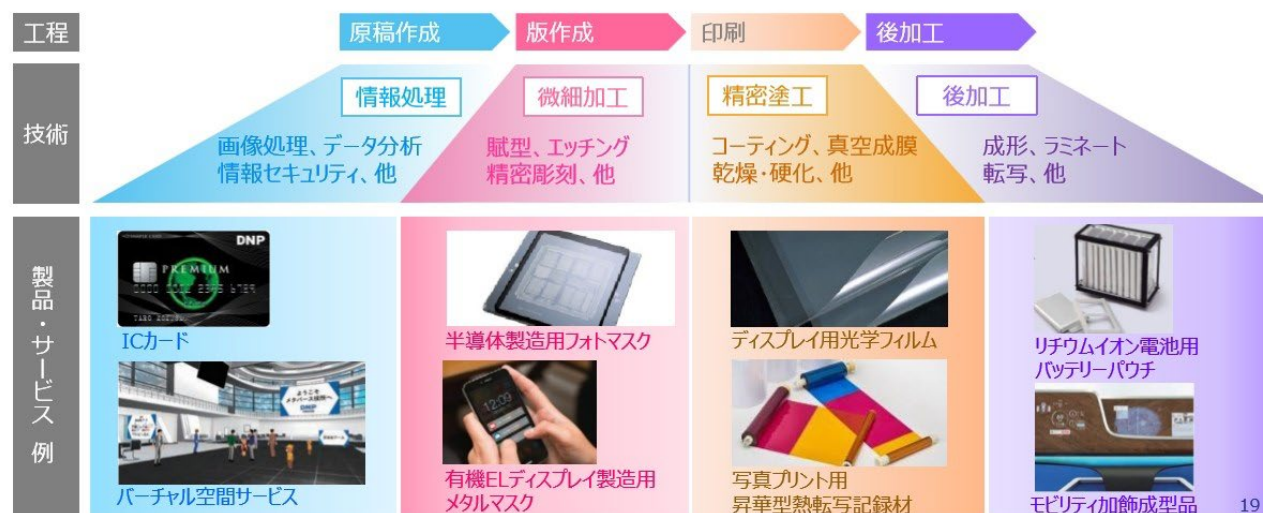 工程
原稿作成
版作成
印刷
後加工
技術
情報処理
画像処理、データ分析
情報セキュリティ、他
微細加工
賦型、エッチング
精密彫刻、他
精密塗工
コーティング、真空成膜
乾燥・硬化、他
後加工
成形、ラミネート
転写、他
製品・サービス 例
DNP
PREMIUM
ICカード
ようこそ
DNP
バーチャル空間サービス
半導体製造用フォトマスク
12:09
有機ELディスプレイ製造用
メタルマスク
ディスプレイ用光学フィルム
写真プリント用
昇華型熱転写記録材
リチウムイオン電池用
バッテリーパウチ
モビリティ加飾成型品
19